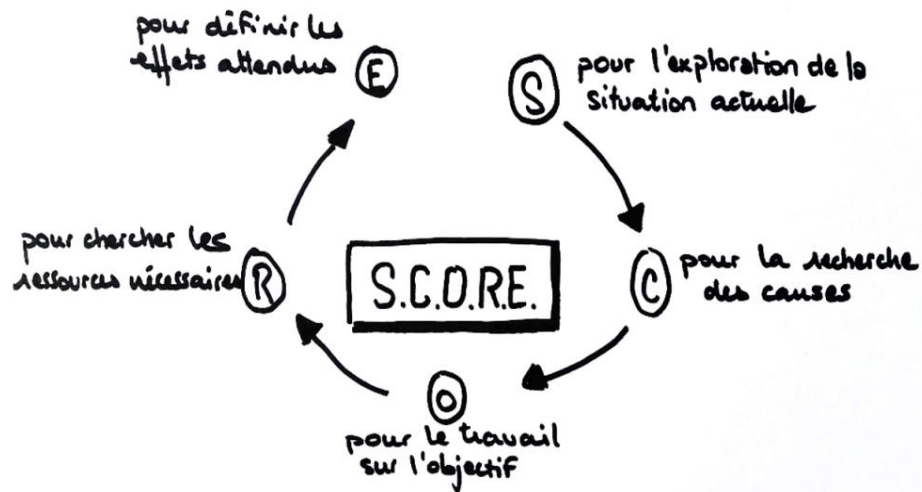 pour définir les
effets attendus
E
S
pour l'exploration de la
situation actuelle
pour chercher les
ressources nécessaires
R
S.C.O.R.E.
C
pour la recherche
des causes
O
pour le travail
sur l'objectif